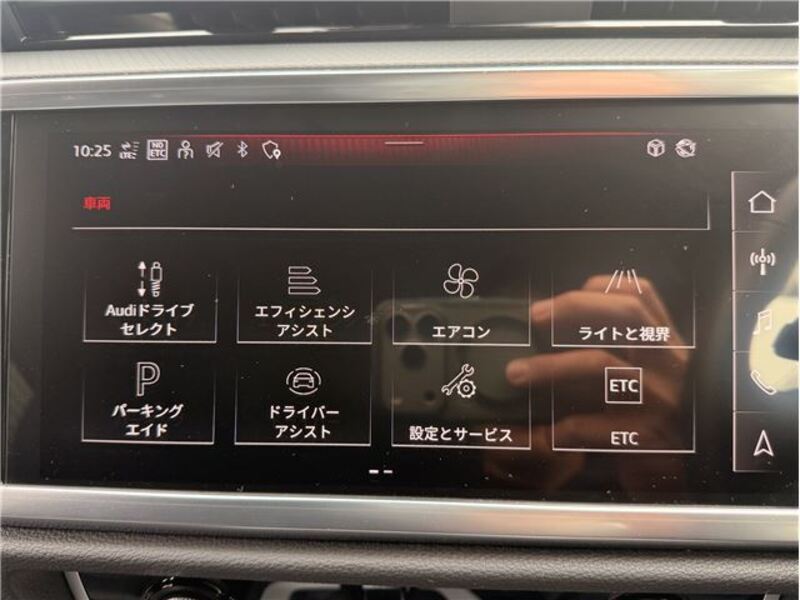 10:25 LTE NO ETC
車両
Audiドライブ
セレクト
エフィシェンシ
アシスト
エアコン
ライトと視界
P
パーキング
エイド
ドライバー
アシスト
設定とサービス
ETC
ETC